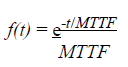 f(t) = e^-t/MTTF
MTTF